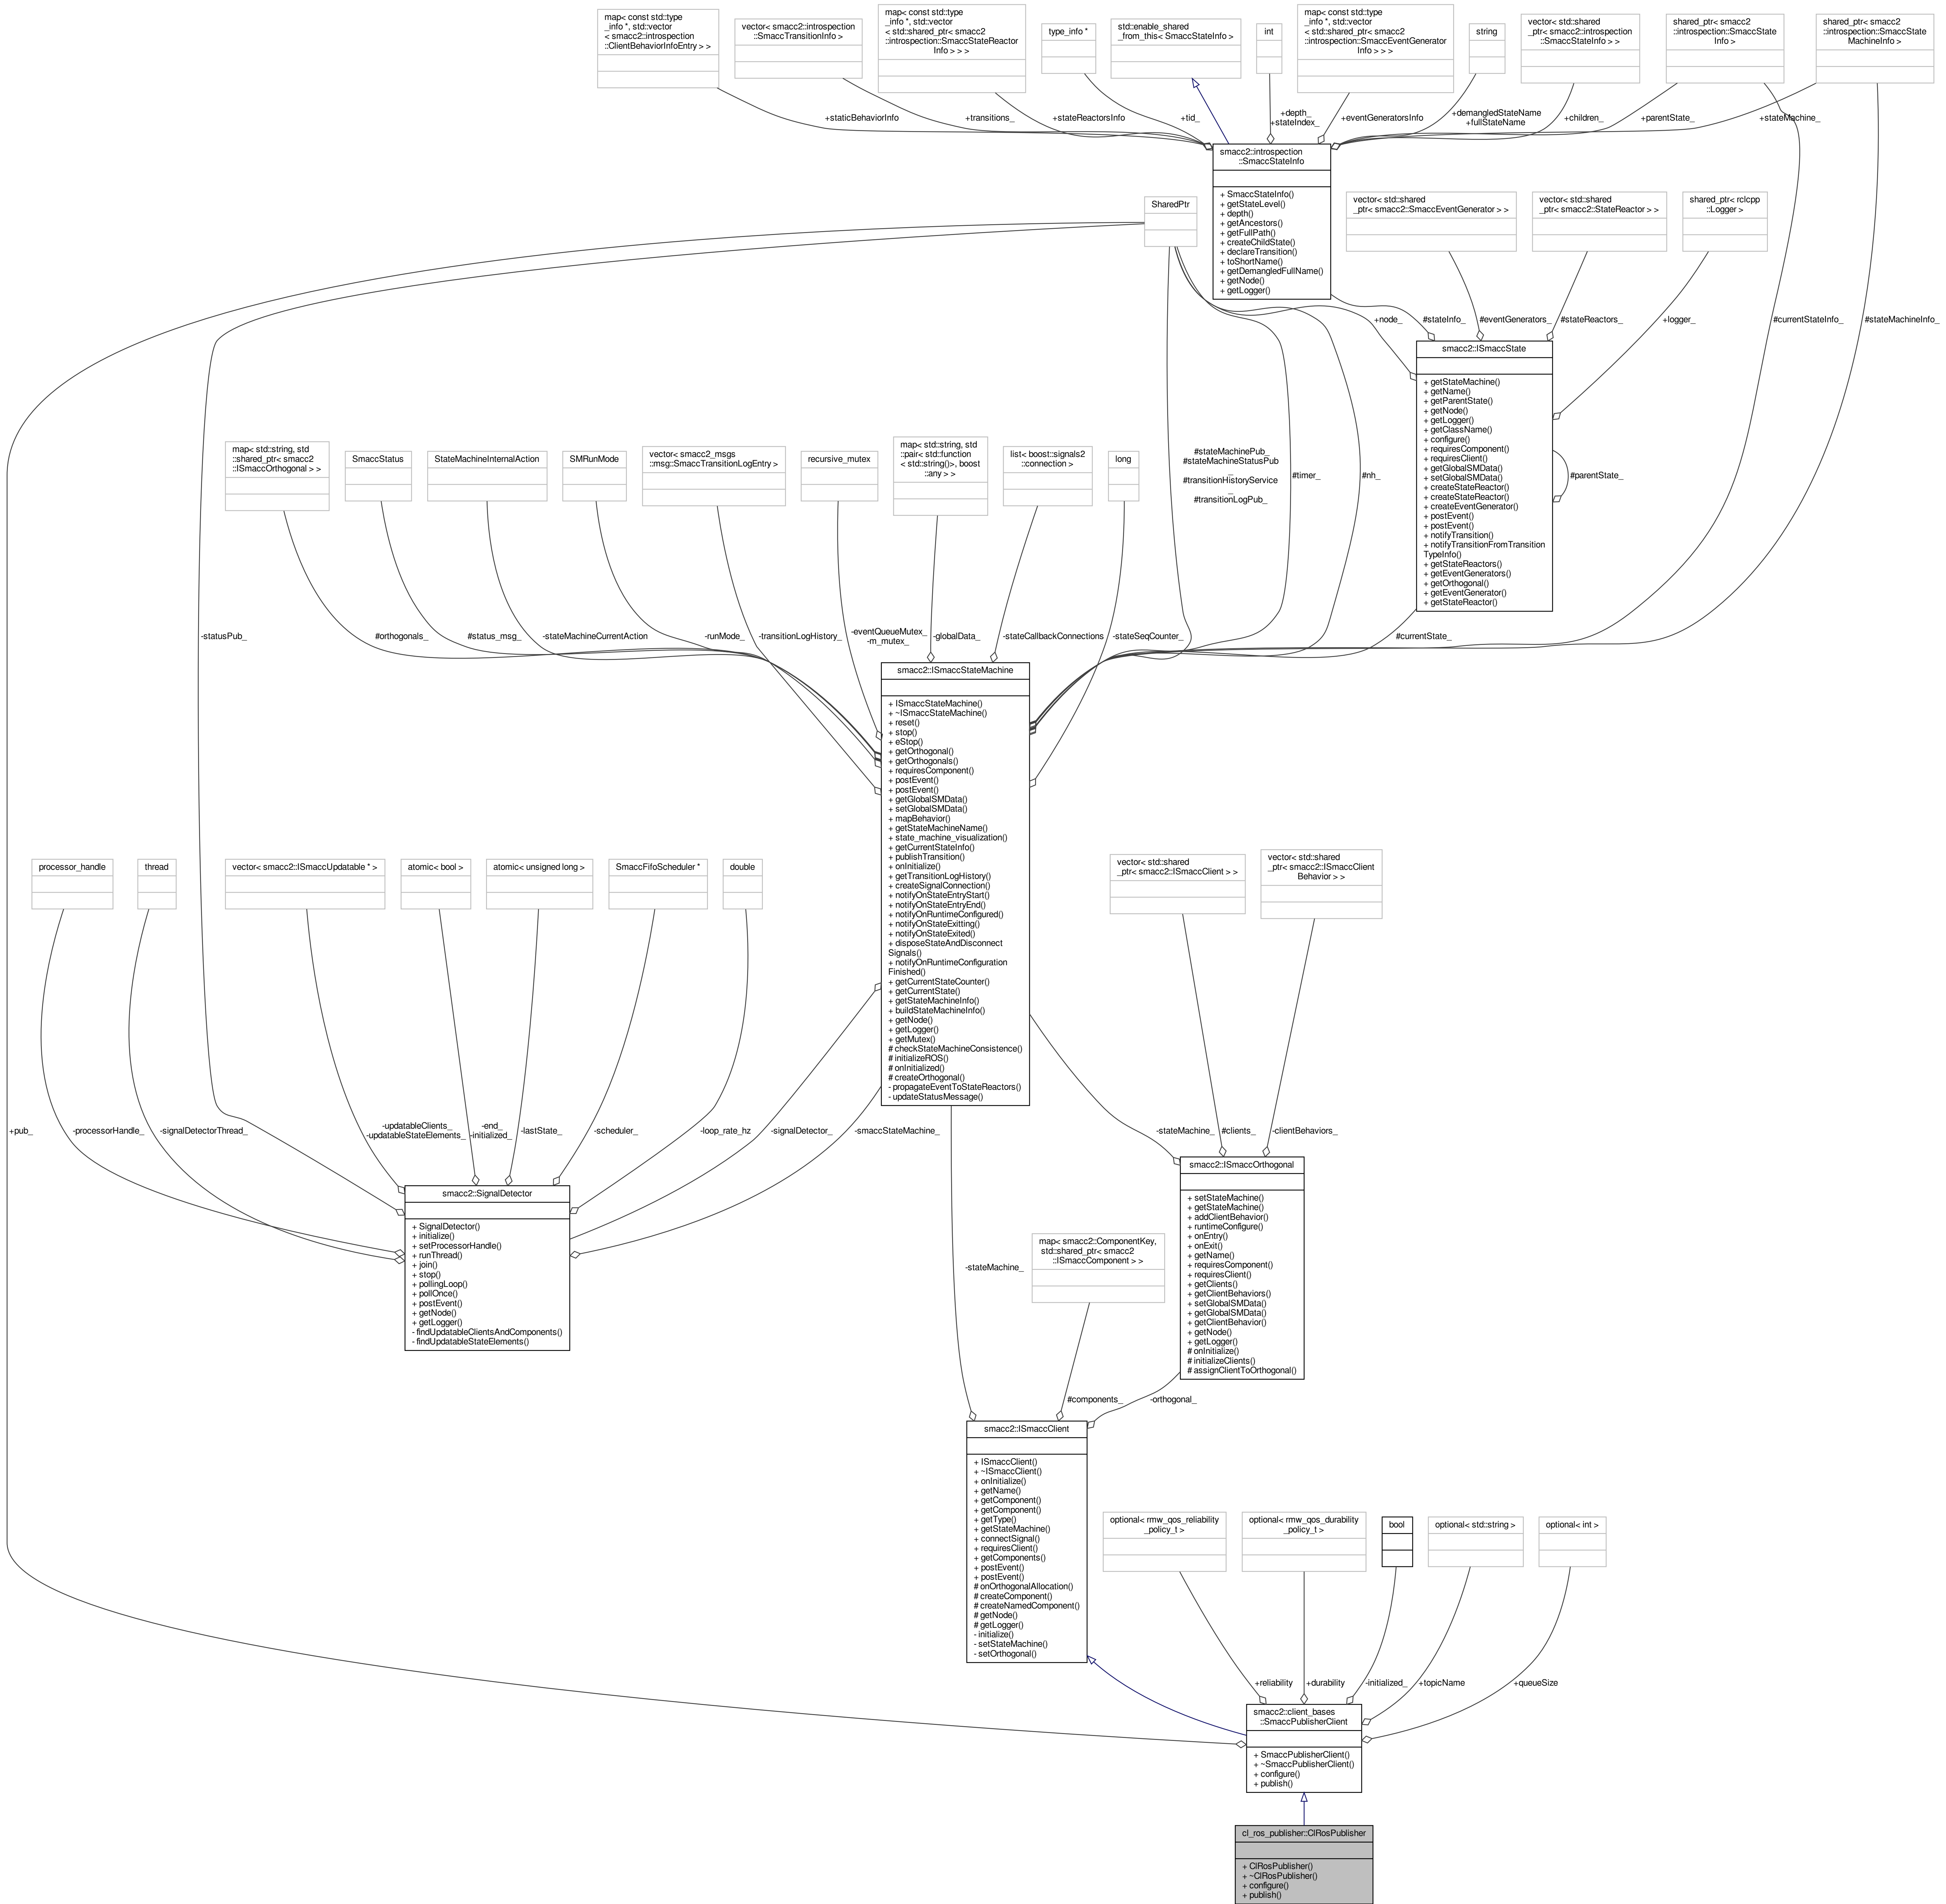 map< const std::type
_info *, std::vector
< smacc2::introspection
::ClientBehaviorInfoEntry > >
vector< smacc2::introspection
::SmaccTransitionInfo >
map< const std::type
_info *, std::vector
< std::shared_ptr< smacc2
::introspection::SmaccStateReactor
Info > > >
type_info *
std::enable_shared
_from_this< SmaccStateInfo >
int
map< const std::type
_info *, std::vector
< std::shared_ptr< smacc2
::introspection::SmaccEventGenerator
Info > > >
string
vector< std::shared
_ptr< smacc2::introspection
::SmaccStateInfo > >
shared_ptr< smacc2
::introspection::SmaccState
Info >
shared_ptr< smacc2
::introspection::SmaccState
MachineInfo >
+staticBehaviorInfo
+transitions_
+stateReactorsInfo
+tid_
+depth_
+stateIndex_
+eventGeneratorsInfo
+demangledStateName
+fullStateName
+children_
+parentState_
+stateMachine_
smacc2::introspection
::SmaccStateInfo
+ SmaccStateInfo()
+ getStateLevel()
+ depth()
+ getAncestors()
+ getFullPath()
+ createChildState()
+ declareTransition()
+ toShortName()
+ getDemangledFullName()
+ getNode()
+ getLogger()
SharedPtr
vector< std::shared
_ptr< smacc2::SmaccEventGenerator > >
vector< std::shared
_ptr< smacc2::StateReactor > >
shared_ptr< rclcpp
::Logger >
+node_
#stateInfo_
#eventGenerators_
#stateReactors_
+logger_
#currentStateInfo_
#stateMachineInfo_
smacc2::ISmaccState
+ getStateMachine()
+ getName()
+ getParentState()
+ getNode()
+ getLogger()
+ getClassName()
+ configure()
+ requiresComponent()
+ requiresClient()
+ getGlobalSMData()
+ setGlobalSMData()
+ createStateReactor()
+ createStateReactor()
+ createEventGenerator()
+ postEvent()
+ postEvent()
+ notifyTransition()
+ notifyTransitionFromTransition
TypeInfo()
+ getStateReactors()
+ getEventGenerators()
+ getOrthogonal()
+ getEventGenerator()
+ getStateReactor()
#parentState_
map< std::string, std
::shared_ptr< smacc2
::ISmaccOrthogonal > >
SmaccStatus
StateMachineInternalAction
SMRunMode
vector< smacc2_msgs
::msg::SmaccTransitionLogEntry >
recursive_mutex
map< std::string, std
::pair< std::function
< std::string()>, boost
::any > >
list< boost::signals2
::connection >
long
#stateMachinePub_
#stateMachineStatusPub
_
#transitionHistoryService
_
#transitionLogPub_
#timer_
#nh_
-statusPub_
#orthogonals_
#status_msg_
-stateMachineCurrentAction
-runMode_
-transitionLogHistory_
-eventQueueMutex_
-m_mutex_
-globalData_
-stateCallbackConnections
-stateSeqCounter_
#currentState_
smacc2::ISmaccStateMachine
+ ISmaccStateMachine()
+ ~ISmaccStateMachine()
+ reset()
+ stop()
+ eStop()
+ getOrthogonal()
+ getOrthogonals()
+ requiresComponent()
+ postEvent()
+ postEvent()
+ getGlobalSMData()
+ setGlobalSMData()
+ mapBehavior()
+ getStateMachineName()
+ state_machine_visualization()
+ getCurrentStateInfo()
+ publishTransition()
+ onInitialize()
+ getTransitionLogHistory()
+ createSignalConnection()
+ notifyOnStateEntryStart()
+ notifyOnStateEntryEnd()
+ notifyOnRuntimeConfigured()
+ notifyOnStateExitting()
+ notifyOnStateExited()
+ disposeStateAndDisconnect
Signals()
+ notifyOnRuntimeConfiguration
Finished()
+ getCurrentStateCounter()
+ getCurrentState()
+ getStateMachineInfo()
+ buildStateMachineInfo()
+ getNode()
+ getLogger()
+ getMutex()
# checkStateMachineConsistence()
# initializeROS()
# onInitialized()
# createOrthogonal()
- propagateEventToStateReactors()
- updateStatusMessage()
processor_handle
thread
vector< smacc2::ISmaccUpdatable * >
atomic< bool >
atomic< unsigned long >
SmaccFifoScheduler *
double
vector< std::shared
_ptr< smacc2::ISmaccClient > >
vector< std::shared
_ptr< smacc2::ISmaccClient
Behavior > >
+pub_
-processorHandle_
-signalDetectorThread_
-updatableClients_
-updatableStateElements_
-end_
-initialized_
-lastState_
-scheduler_
-loop_rate_hz
-signalDetector_
-smaccStateMachine_
-stateMachine_
#clients_
-clientBehaviors_
smacc2::SignalDetector
+ SignalDetector()
+ initialize()
+ setProcessorHandle()
+ runThread()
+ join()
+ stop()
+ pollingLoop()
+ pollOnce()
+ postEvent()
+ getNode()
+ getLogger()
- findUpdatableClientsAndComponents()
- findUpdatableStateElements()
smacc2::ISmaccOrthogonal
+ setStateMachine()
+ getStateMachine()
+ addClientBehavior()
+ runtimeConfigure()
+ onEntry()
+ onExit()
+ getName()
+ requiresComponent()
+ requiresClient()
+ getClients()
+ getClientBehaviors()
+ setGlobalSMData()
+ getGlobalSMData()
+ getClientBehavior()
+ getNode()
+ getLogger()
# onInitialize()
# initializeClients()
# assignClientToOrthogonal()
map< smacc2::ComponentKey,
std::shared_ptr< smacc2
::ISmaccComponent > >
-stateMachine_
#components_
-orthogonal_
smacc2::ISmaccClient
+ ISmaccClient()
+ ~ISmaccClient()
+ onInitialize()
+ getName()
+ getComponent()
+ getComponent()
+ getType()
+ getStateMachine()
+ connectSignal()
+ requiresClient()
+ getComponents()
+ postEvent()
+ postEvent()
# onOrthogonalAllocation()
# createComponent()
# createNamedComponent()
# getNode()
# getLogger()
- initialize()
- setStateMachine()
- setOrthogonal()
optional< rmw_qos_reliability
_policy_t >
optional< rmw_qos_durability
_policy_t >
bool
optional< std::string >
optional< int >
+reliability
+durability
-initialized_
+topicName
+queueSize
smacc2::client_bases
::SmaccPublisherClient
+ SmaccPublisherClient()
+ ~SmaccPublisherClient()
+ configure()
+ publish()
cl_ros_publisher::ClRosPublisher
+ ClRosPublisher()
+ ~ClRosPublisher()
+ configure()
+ publish()